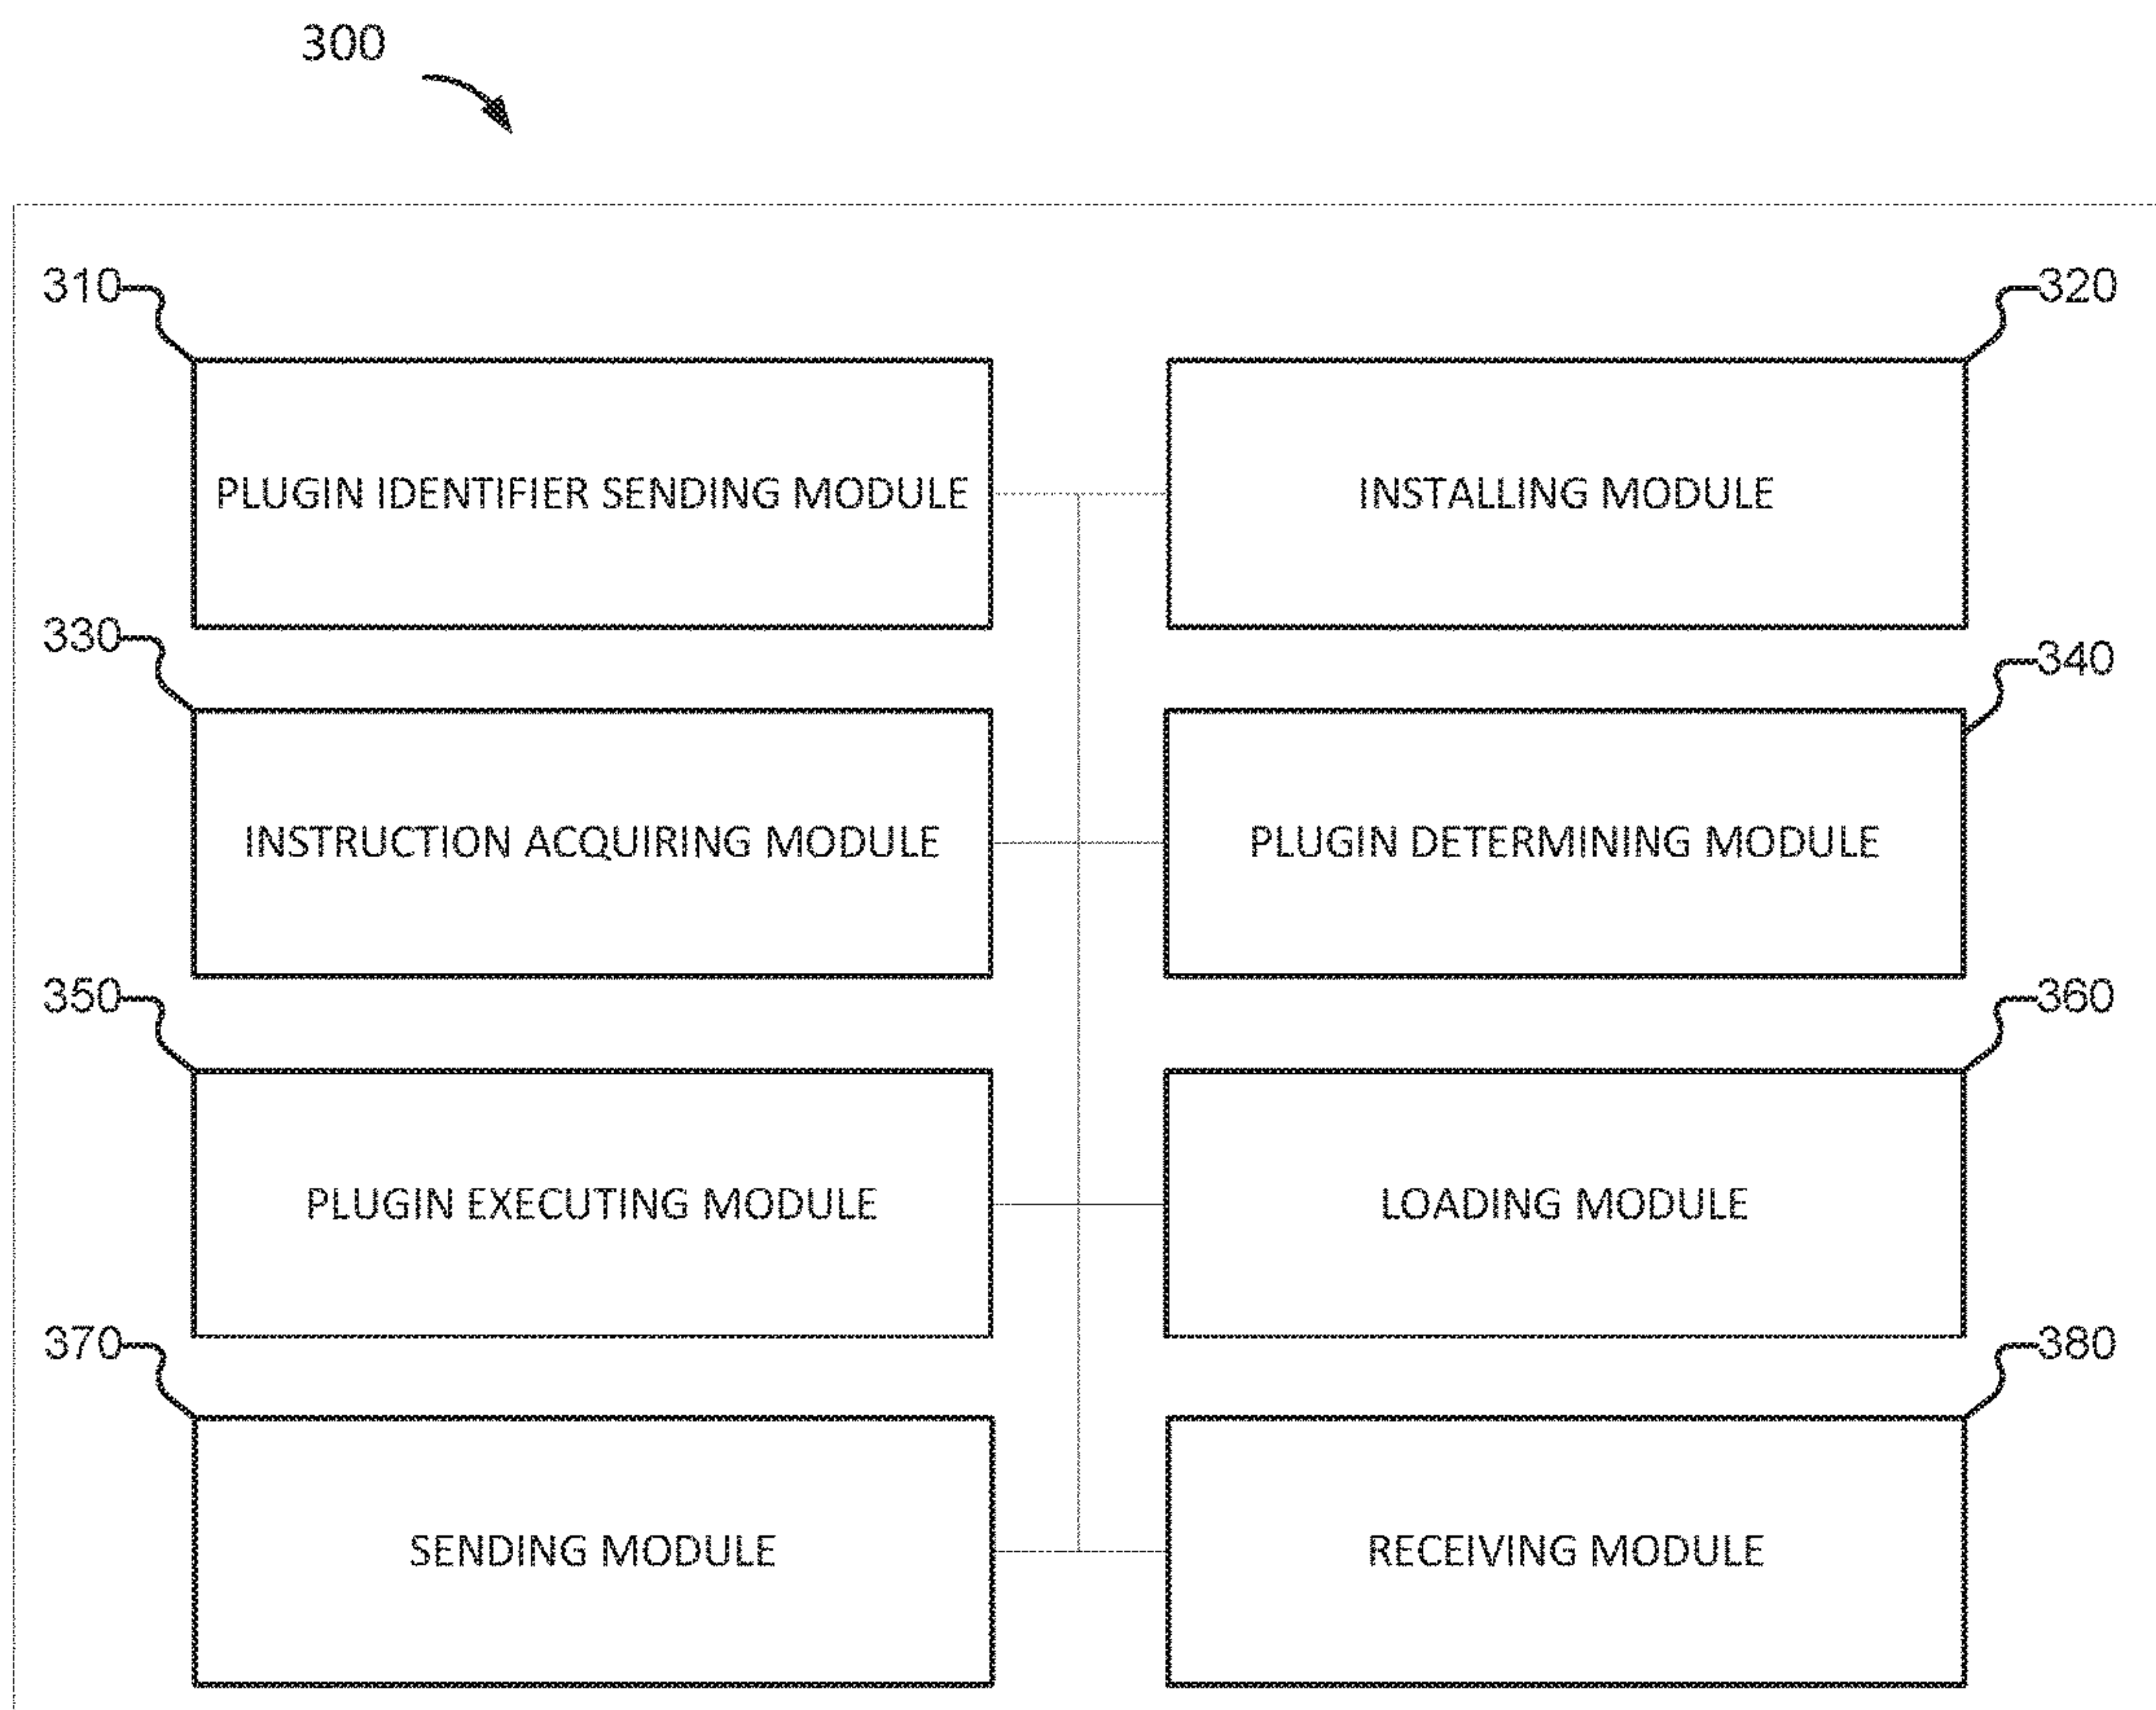 300
310
320
PLUGIN IDENTIFIER SENDING MODULE
INSTALLING MODULE
330
340
INSTRUCTION ACQUIRING MODULE
PLUGIN DETERMINING MODULE
350
360
PLUGIN EXECUTING MODULE
LOADING MODULE
370
380
SENDING MODULE
RECEIVING MODULE